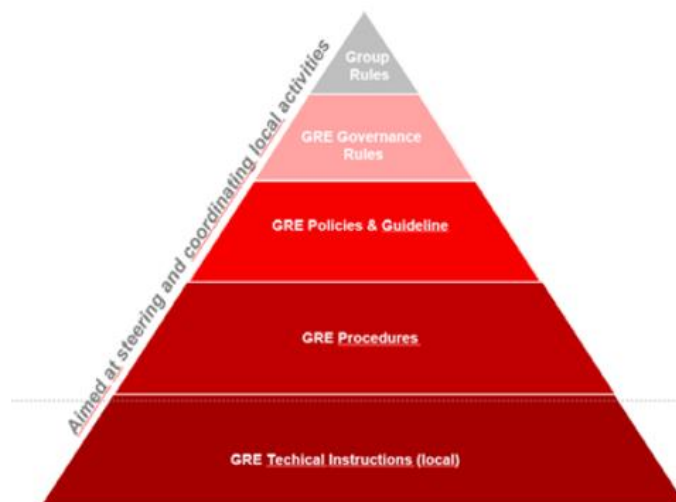 Group
Rules
GRE Governance
Rules
GRE Policies & Guideline
GRE Procedures
GRE Techical Instructions (local)
Aimed at steering and coordinating local activities